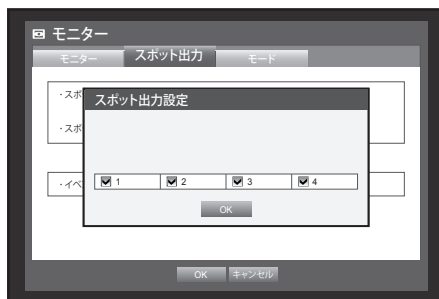 モニター
モニター スポット出力 モード
・スポ
スポット出力設定
・スポ
・イベ
1 2 3 4
OK
OK キャンセル